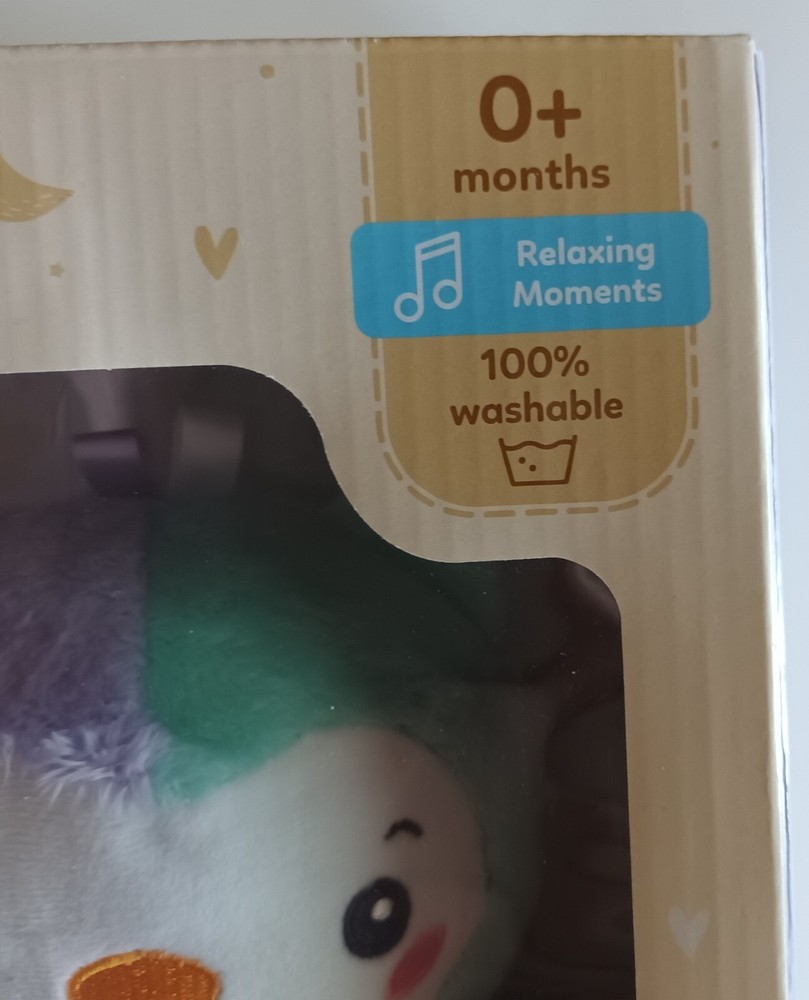 0+
months
Relaxing
Moments
100%
washable